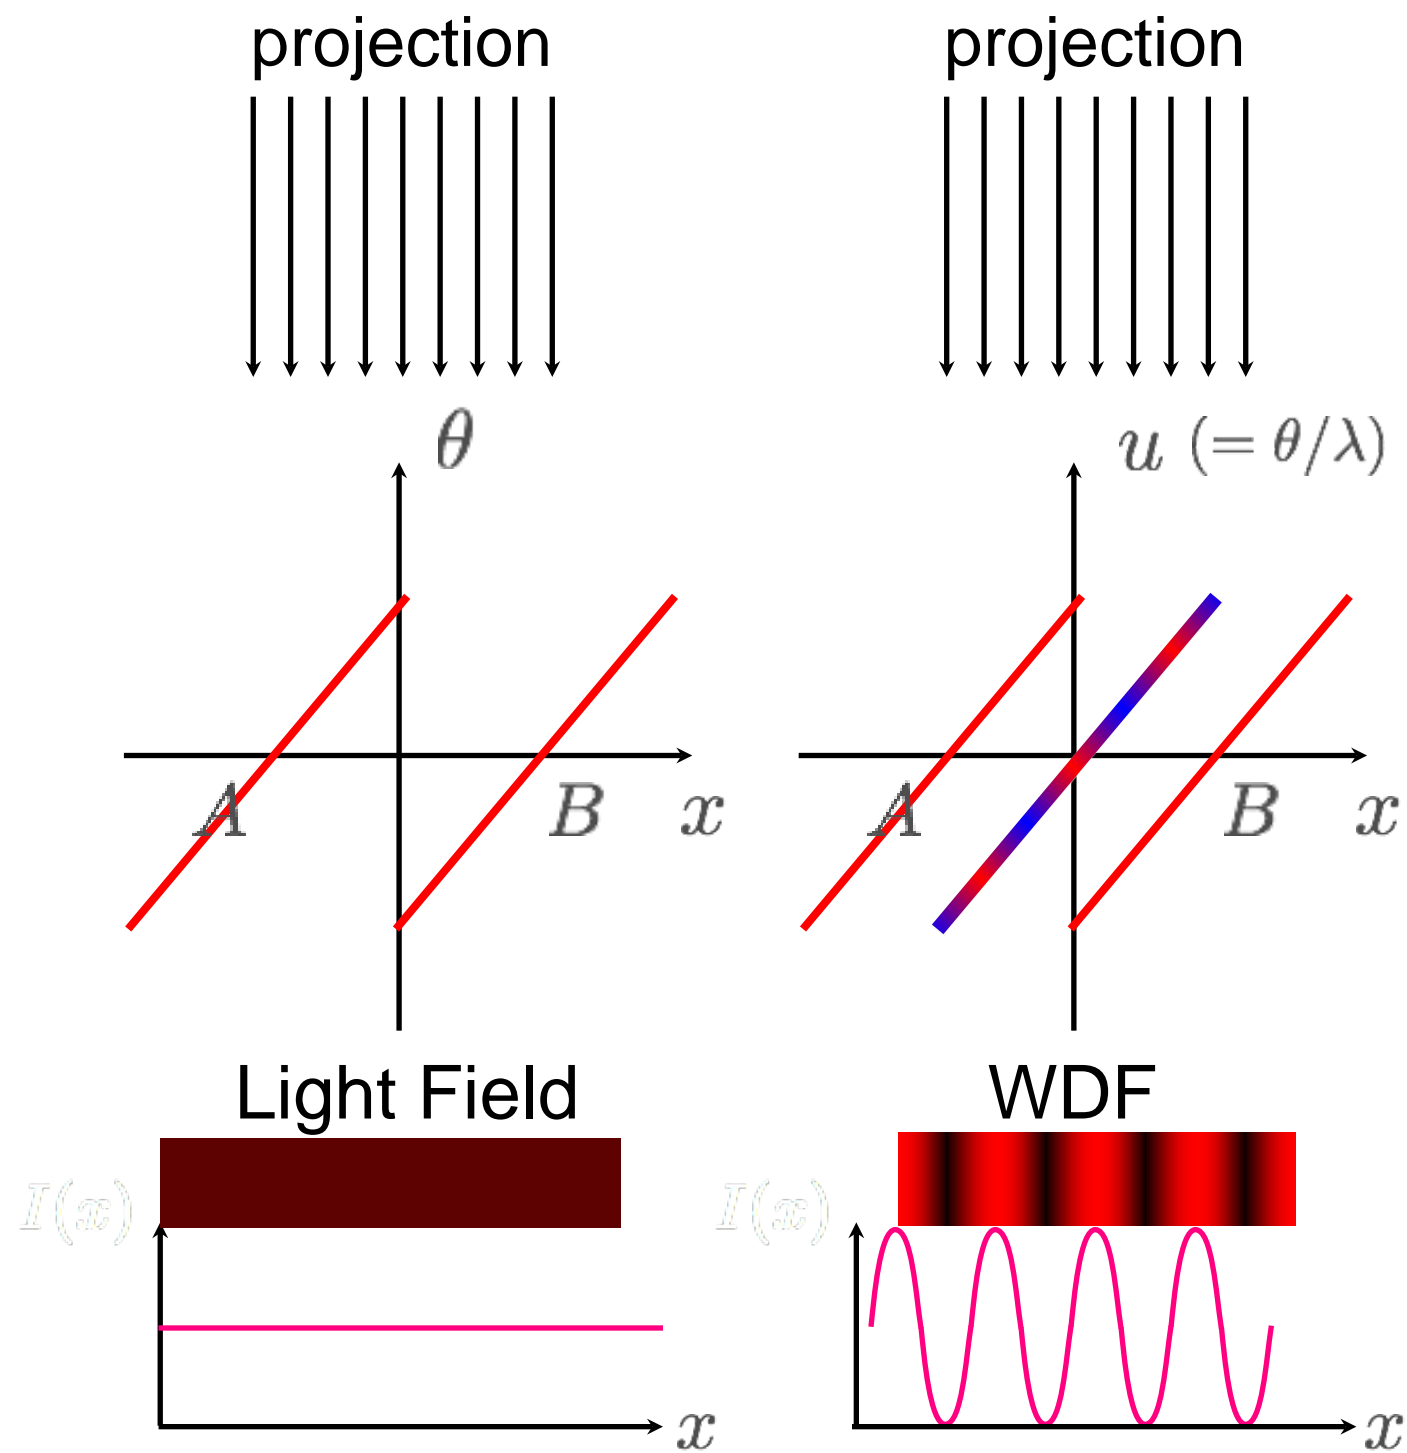 projection
projection
θ
u (= θ/λ)
A
B
x
A
B
x
Light Field
WDF
I(x)
I(x)
x
x